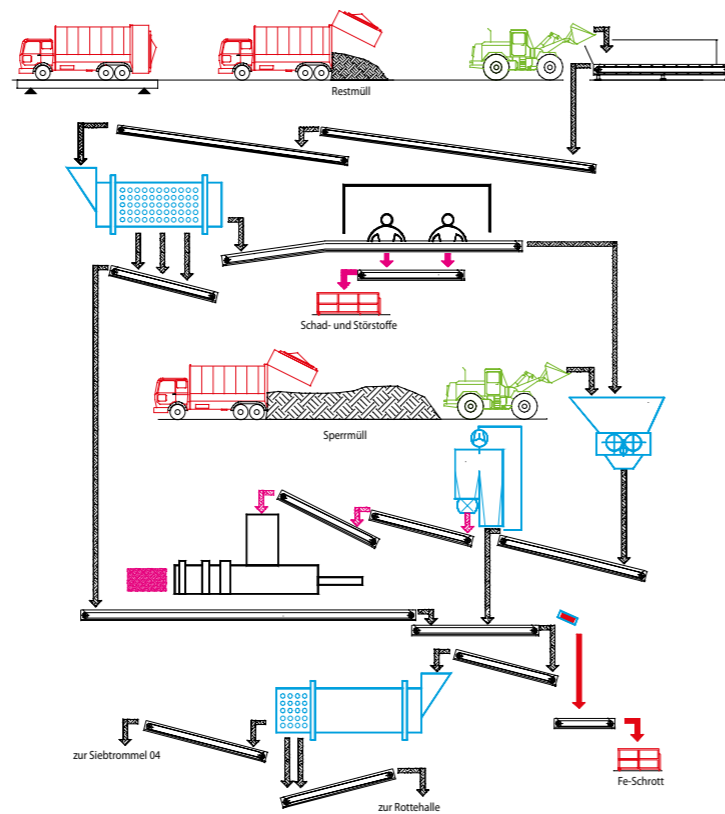 Restmüll
Schad- und Störstoffe
Sperrmüll
zur Siebtrommel 04
Fe-Schrott
zur Rottehalle